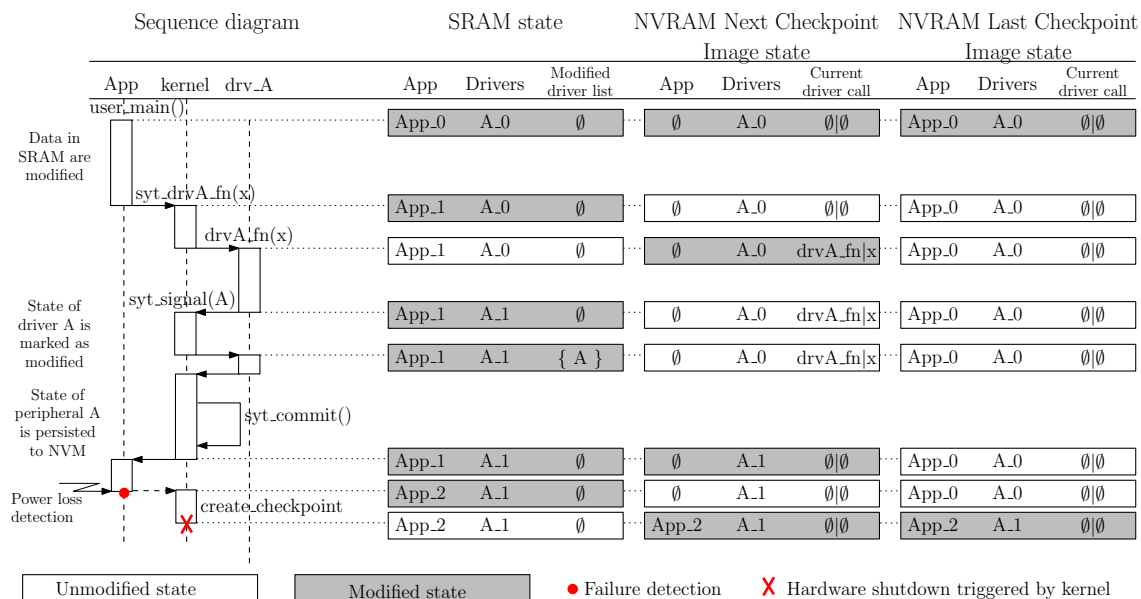 Sequence diagram SRAM state NVRAM Next Checkpoint NVRAM Last Checkpoint
Image state Image state
App kernel drv_A App Drivers Modified driver list App Drivers Current driver call App Drivers Current driver call
user_main()
App_0 A_0 ∅ ∅ A_0 ∅|∅ App_0 A_0 ∅|∅
Data in
SRAM are
modified
syt_drvA_fn(x)
App_1 A_0 ∅ ∅ A_0 ∅|∅ App_0 A_0 ∅|∅
drvA_fn(x)
App_1 A_0 ∅ ∅ A_0 drvA_fn|x App_0 A_0 ∅|∅
syt_signal(A)
App_1 A_1 ∅ ∅ A_0 drvA_fn|x App_0 A_0 ∅|∅
State of
driver A is
marked as
modified
App_1 A_1 { A } ∅ A_0 drvA_fn|x App_0 A_0 ∅|∅
State of
peripheral A
is persisted
to NVM
syt_commit()
App_1 A_1 ∅ ∅ A_1 ∅|∅ App_0 A_0 ∅|∅
Power loss
detection
App_2 A_1 ∅ ∅ A_1 ∅|∅ App_0 A_0 ∅|∅
create_checkpoint
App_2 A_1 ∅ App_2 A_1 ∅|∅ App_2 A_1 ∅|∅
Unmodified state Modified state Failure detection Hardware shutdown triggered by kernel